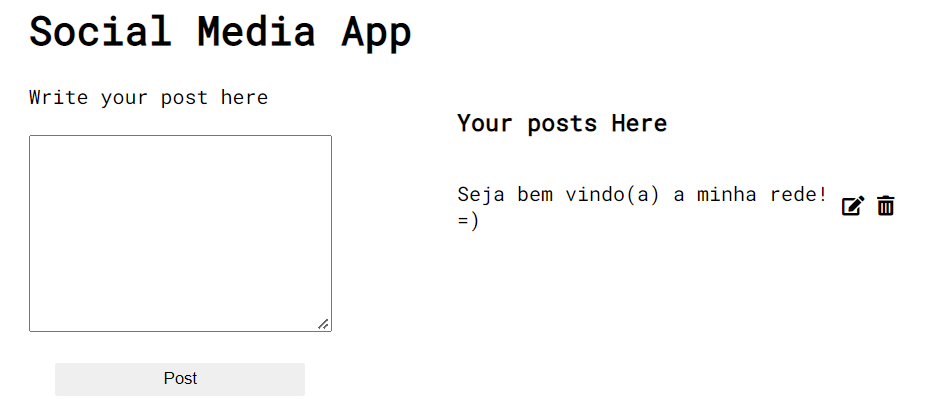 Social Media App
Write your post here
Post
Your posts Here
Seja bem vindo(a) a minha rede!
=)